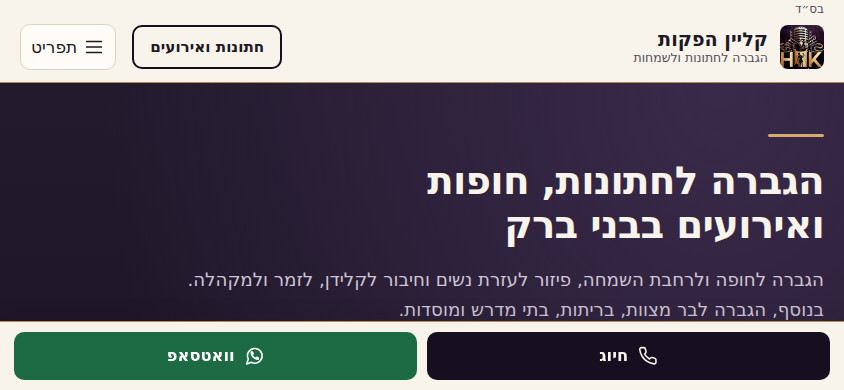 בס״ד
קליין הפקות
הגברה לחתונות ולשמחות
חתונות ואירועים
תפריט
הגברה לחתונות, חופות
ואירועים בבני ברק
הגברה לחופה ולרחבת השמחה, פיזור לעזרת נשים וחיבור לקלידן, לזמר ולמקהלה.
בנוסף, הגברה לבר מצוות, בריתות, בתי מדרש ומוסדות.
חיוג
וואטסאפ